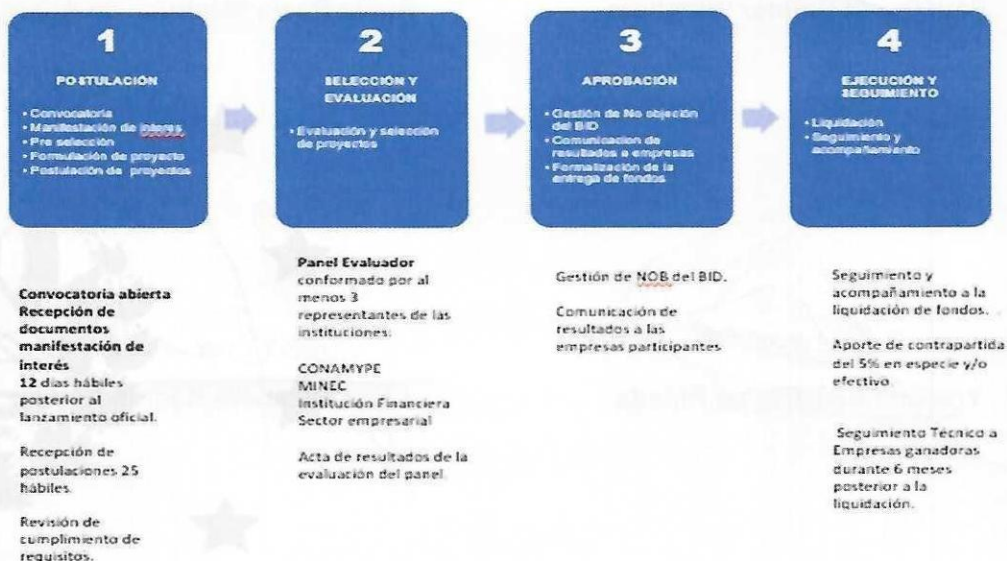 1
POSTULACIÓN
• Convocatoria
• Manifestación de interes
• Pre selección
• Formulación de proyecto
• Postulación de proyectos
2
SELECCIÓN Y
EVALUACIÓN
• Evaluación y selección
de proyectos
3
APROBACIÓN
• Gestión de No objeción
del BID
• Comunicacion de
resultados a empresas
• Formalización de la
entrega de fondos
4
EJECUCIÓN Y
SEGUIMIENTO
• Liquidación
• Seguimiento y
acompañamiento
Convocatoria abierta
Recepción de
documentos
manifestación de
interés
12 días hábiles
posterior al
lanzamiento oficial.
Recepción de
postulaciones 25
hábiles.
Revisión de
cumplimiento de
requisitos.
Panel Evaluador
conformado por al
menos 3
representantes de las
instituciones:
CONAMYPE
MINEC
Institución Financiera
Sector empresarial
Acta de resultados de la
evaluación del panel
Gestión de NOB del BID.
Comunicación de
resultados a las
empresas participantes
Seguimiento y
acompañamiento a la
liquidación de fondos.
Aporte de contrapartida
del 5% en especie y/o
efectivo.
Seguimiento Técnico a
Empresas ganadoras
durante 6 meses
posterior a la
liquidación.